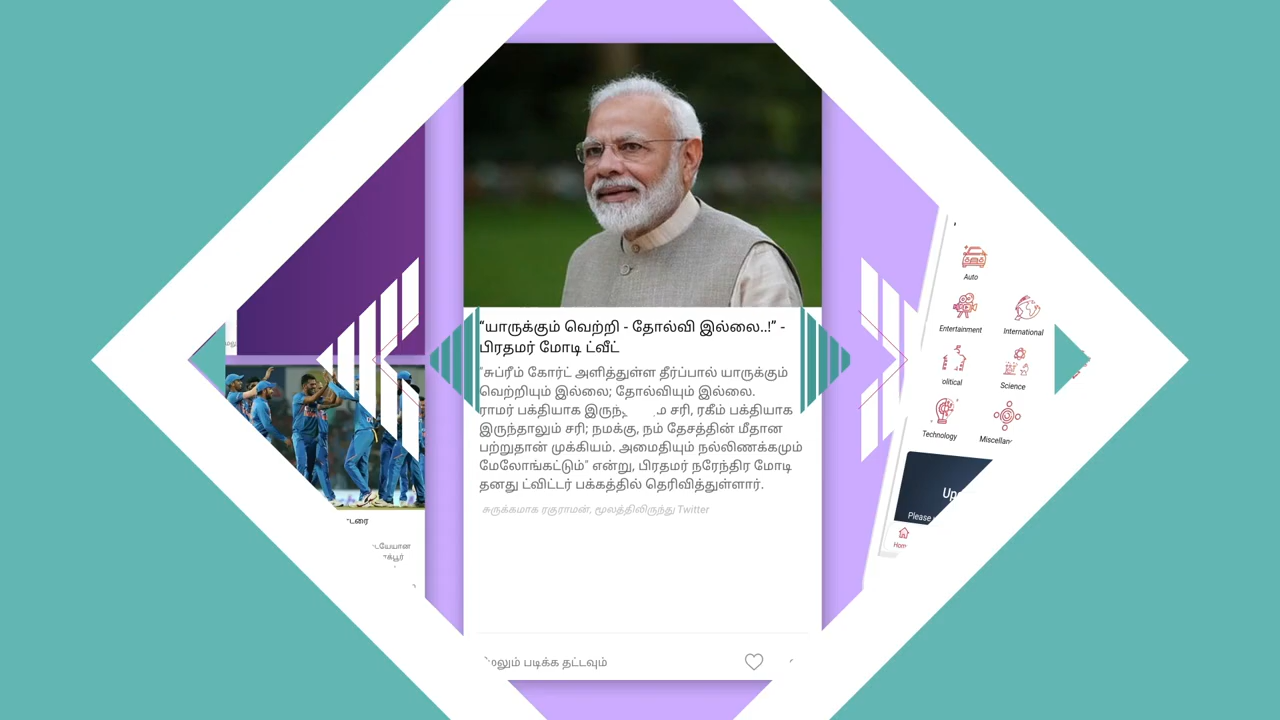 “யாருக்கும் வெற்றி - தோல்வி இல்லை..!” -
பிரதமர் மோடி ட்வீட்
"சுப்ரீம் கோர்ட் அளித்துள்ள தீர்ப்பால் யாருக்கும்
வெற்றியும் இல்லை; தோல்வியும் இல்லை.
ராமர் பக்தியாக சரி, ரகீம் பக்தியாக
இருந்தாலும் சரி; நமக்கு, நம் தேசத்தின் மீதான
பற்றுதான் முக்கியம். அமைதியும் நல்லிணக்கமும்
மேலோங்கட்டும்" என்று, பிரதமர் நரேந்திர மோடி
தனது ட்விட்டர் பக்கத்தில் தெரிவித்துள்ளார்.
சுருக்கமாக ரகுராமன், மூலத்திலிருந்து Twitter
படிக்க தட்டவும்
Auto
Entertainment
International
Science
Technology
Please